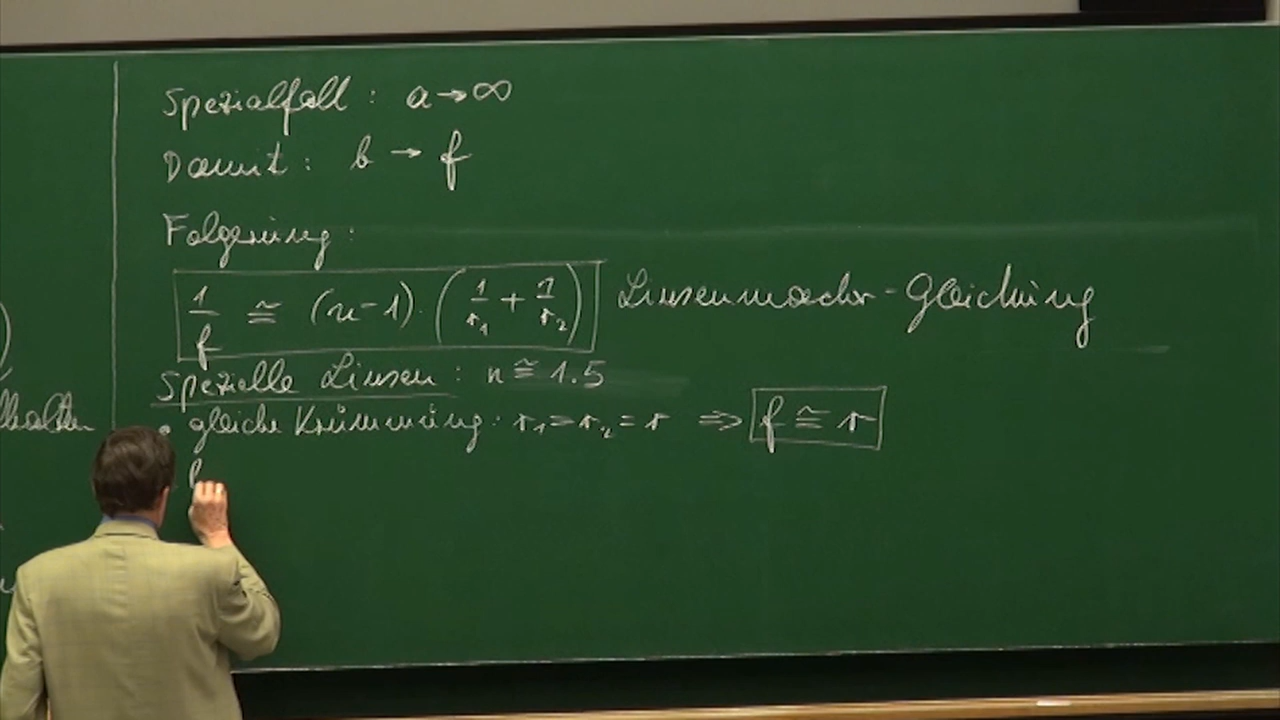 Spezialfall : a → ∞
Damit : b → f
Folgerung :
1/f ≅ (n-1) · (1/r₁ + 1/r₂) Linsenmacher-Gleichung
Spezielle Linsen : n ≅ 1.5
• gleiche Krümmung : r₁ = r₂ = r ⇒ f ≅ r